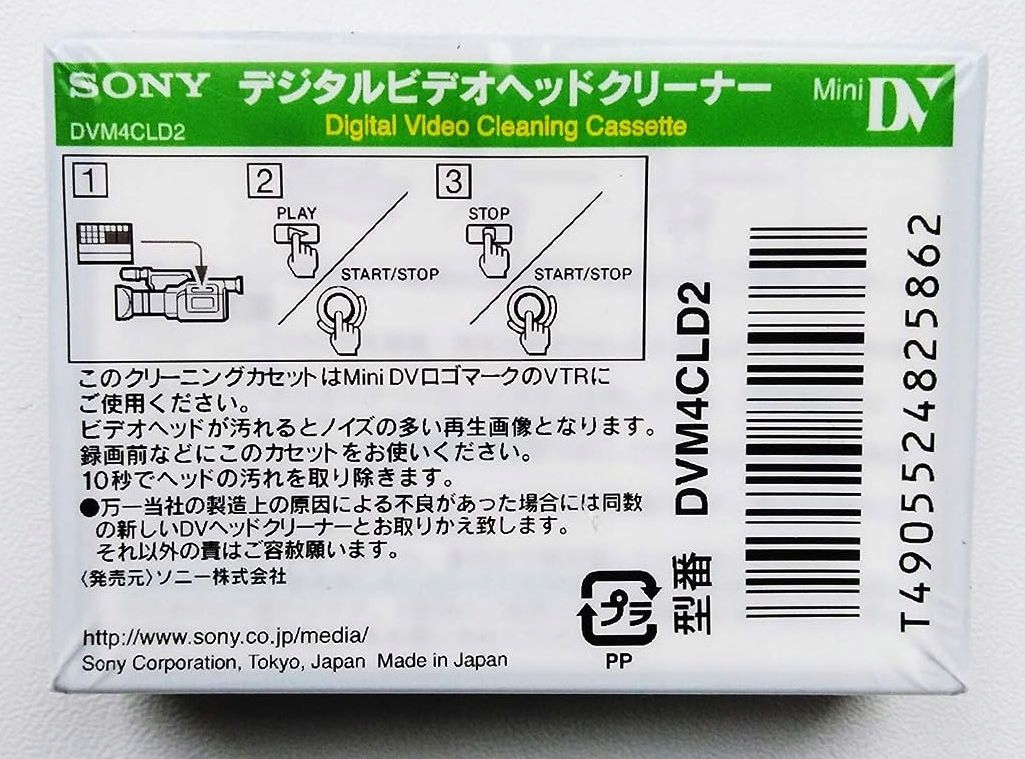 SONY デジタルビデオヘッドクリーナー Mini DV
DVM4CLD2 Digital Video Cleaning Cassette
1 2 3
PLAY STOP
START/STOP START/STOP
このクリーニングカセットはMini DVロゴマークのVTRに
ご使用ください。
ビデオヘッドが汚れるとノイズの多い再生画像となります。
録画前などにこのカセットをお使いください。
10秒でヘッドの汚れを取り除きます。
●万一当社の製造上の原因による不良があった場合には同数
の新しいDVヘッドクリーナーとお取りかえ致します。
それ以外の責はご容赦願います。
〈発売元〉ソニー株式会社
http://www.sony.co.jp/media/
Sony Corporation, Tokyo, Japan Made in Japan
プラ
PP
型番 DVM4CLD2
T4905524825862